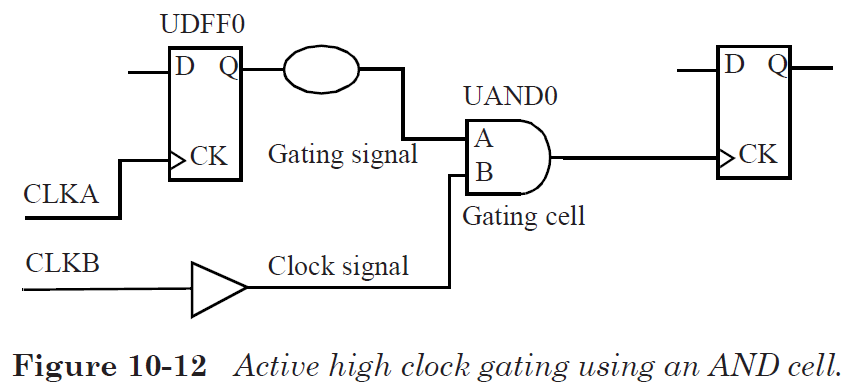 UDFF0
D Q
CK
CLKA
Gating signal
UAND0
A
B
Gating cell
D Q
CK
CLKB
Clock signal
Figure 10-12 Active high clock gating using an AND cell.